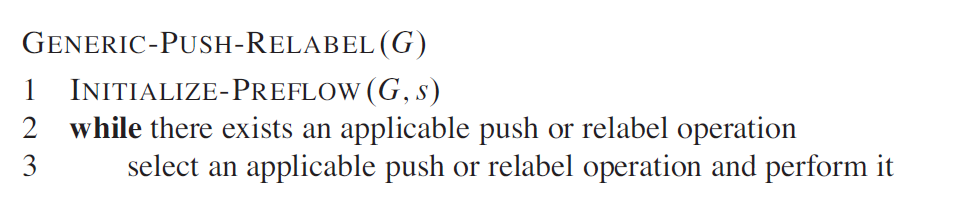 GENERIC-PUSH-RELABEL(G)
1 INITIALIZE-PREFLOW(G, s)
2 while there exists an applicable push or relabel operation
3 select an applicable push or relabel operation and perform it